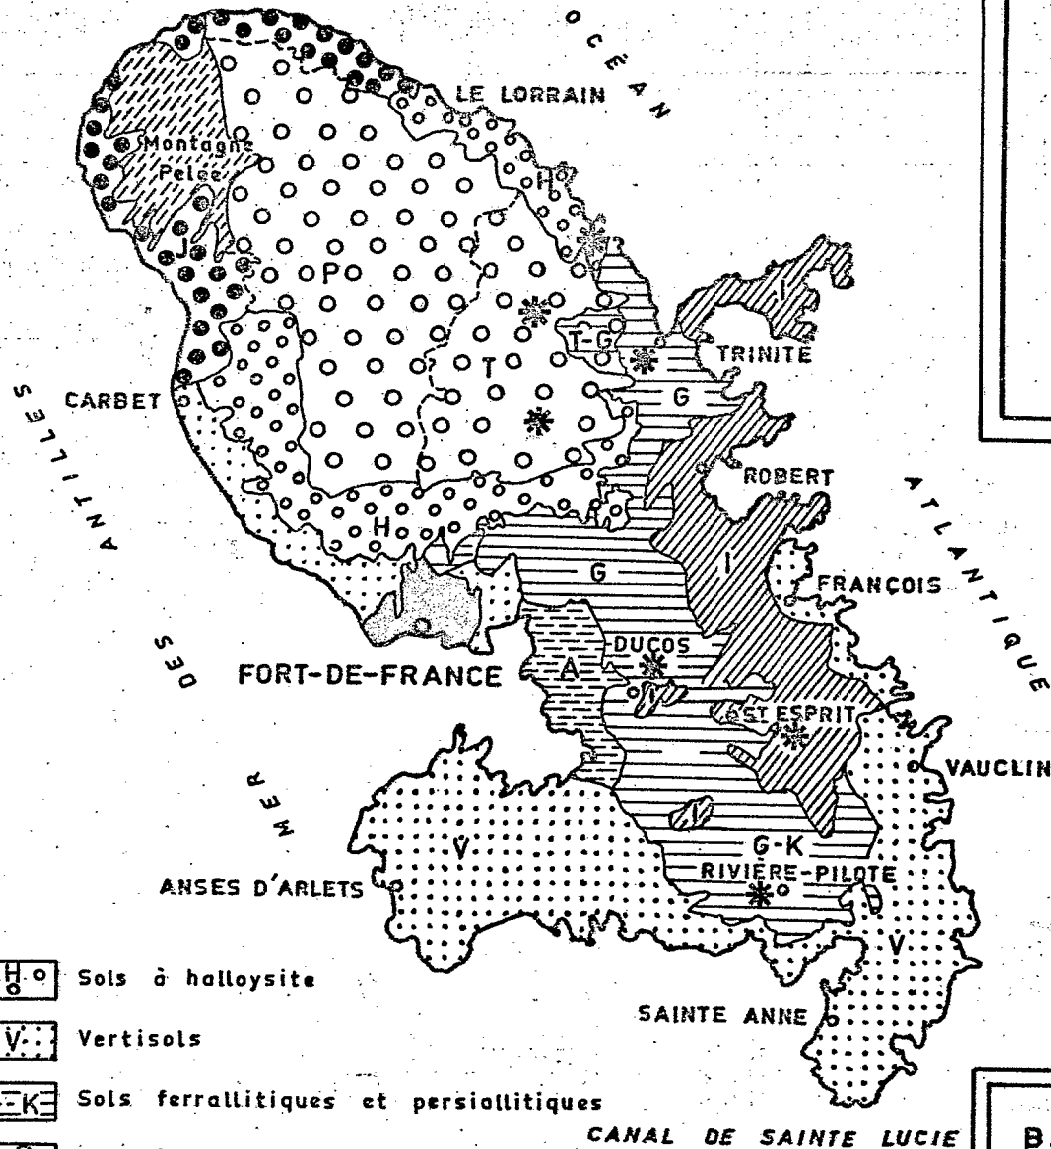 OCÉAN
LE LORRAIN
Montagne
Pelée
H
J
P
I
T-G
TRINITÉ
T
CARBET
G
ANTILLES
ROBERT
ATLANTIQUE
H
G
I
FRANÇOIS
DUCOS
A
DES
FORT-DE-FRANCE
I
ST ESPRIT
VAUCLIN
MER
I
V
G-K
RIVIÈRE-PILOTE
ANSES D'ARLETS
V
H Sols à halloysite
SAINTE ANNE
V Vertisols
K Sols ferrallitiques et persiallitiques
CANAL DE SAINTE LUCIE
B